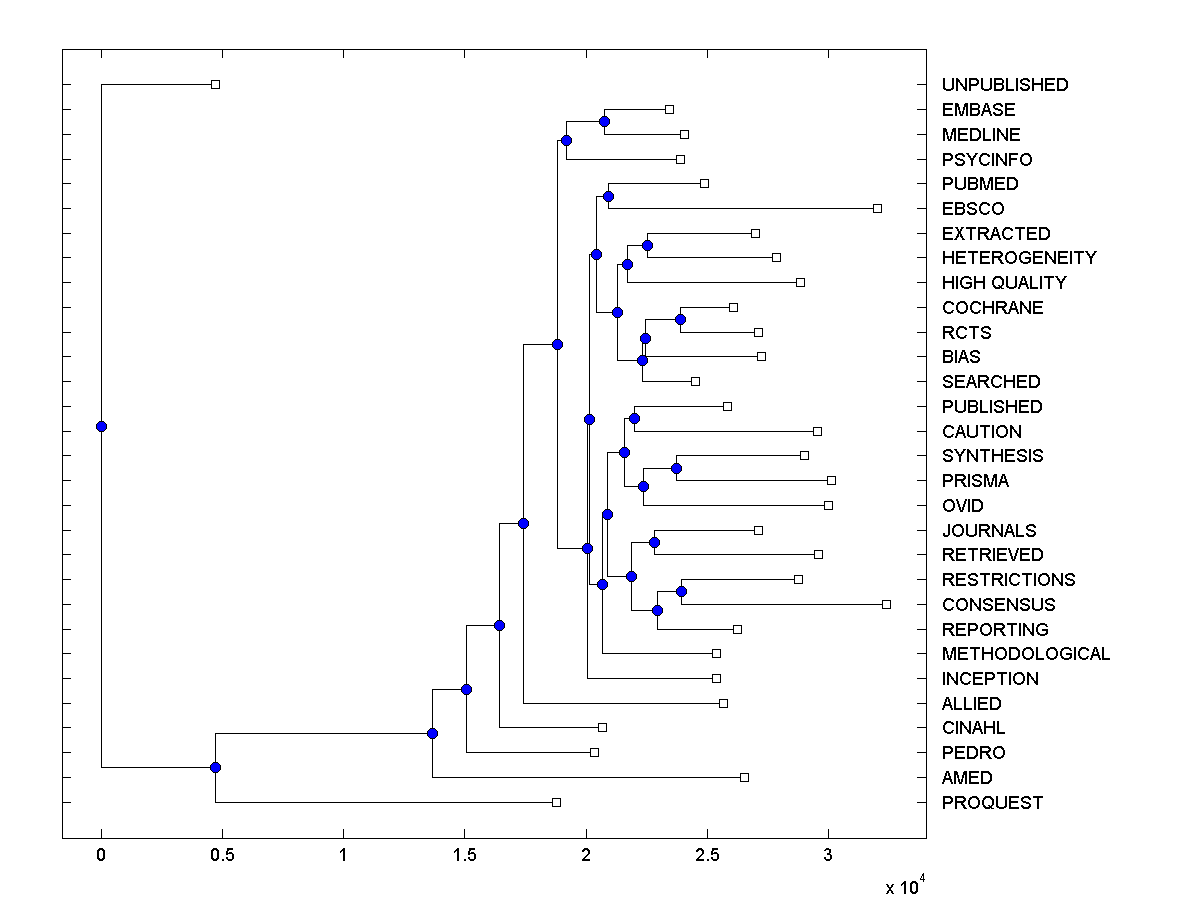 UNPUBLISHED
EMBASE
MEDLINE
PSYCINFO
PUBMED
EBSCO
EXTRACTED
HETEROGENEITY
HIGH QUALITY
COCHRANE
RCTS
BIAS
SEARCHED
PUBLISHED
CAUTION
SYNTHESIS
PRISMA
OVID
JOURNALS
RETRIEVED
RESTRICTIONS
CONSENSUS
REPORTING
METHODOLOGICAL
INCEPTION
ALLIED
CINAHL
PEDRO
AMED
PROQUEST
0 0.5 1 1.5 2 2.5 3
x 10^4